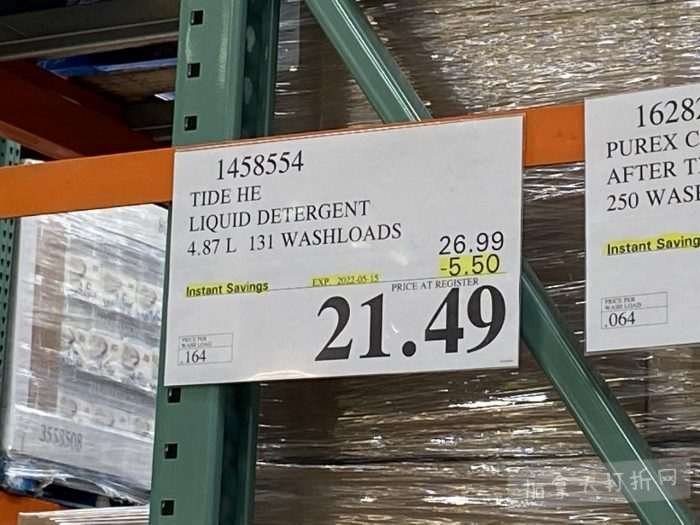 1458554
TIDE HE
LIQUID DETERGENT
4.87 L 131 WASHLOADS
26.99
-5.50
Instant Savings
EXP. 2022-05-15
PRICE AT REGISTER
21.49
PRICE PER
WASH LOAD
.164
1628
PUREX C
AFTER T
250 WAS
Instant Saving
PRICE PER
WASH LOAD
.064
3558508
加拿大打折网